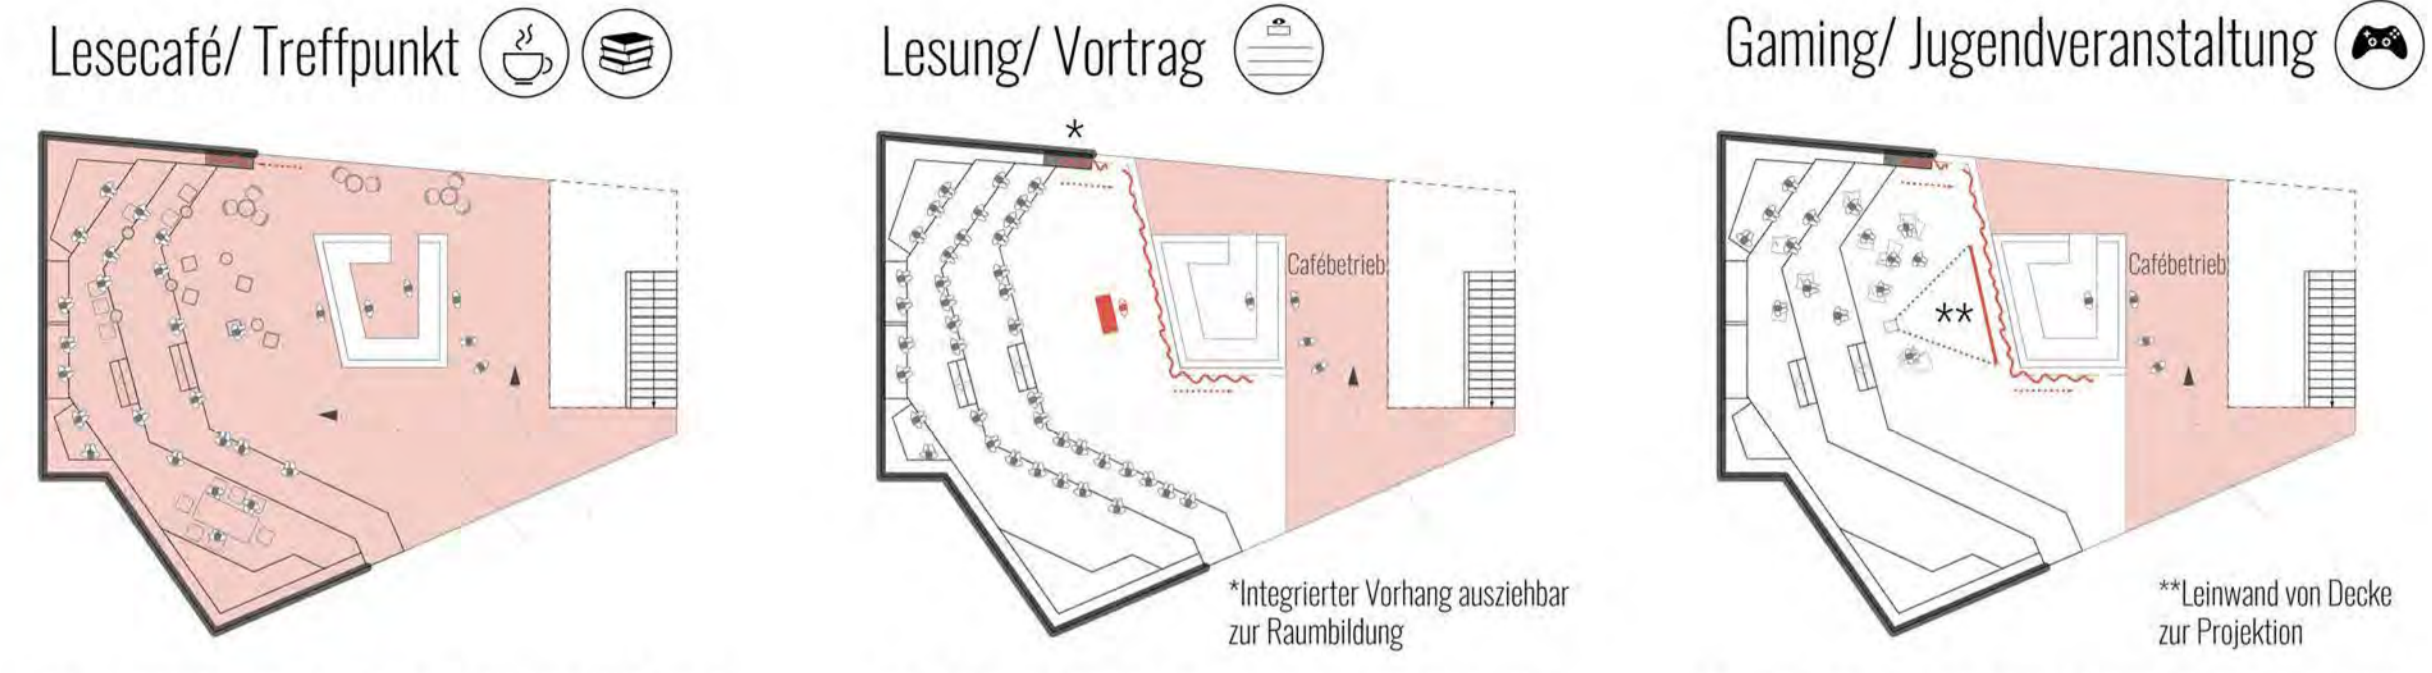 Lesecafé/ Treffpunkt
Lesung/ Vortrag
Gaming/ Jugendveranstaltung
*
Cafébetrieb
*Integrierter Vorhang ausziehbar
zur Raumbildung
**
Cafébetrieb
**Leinwand von Decke
zur Projektion